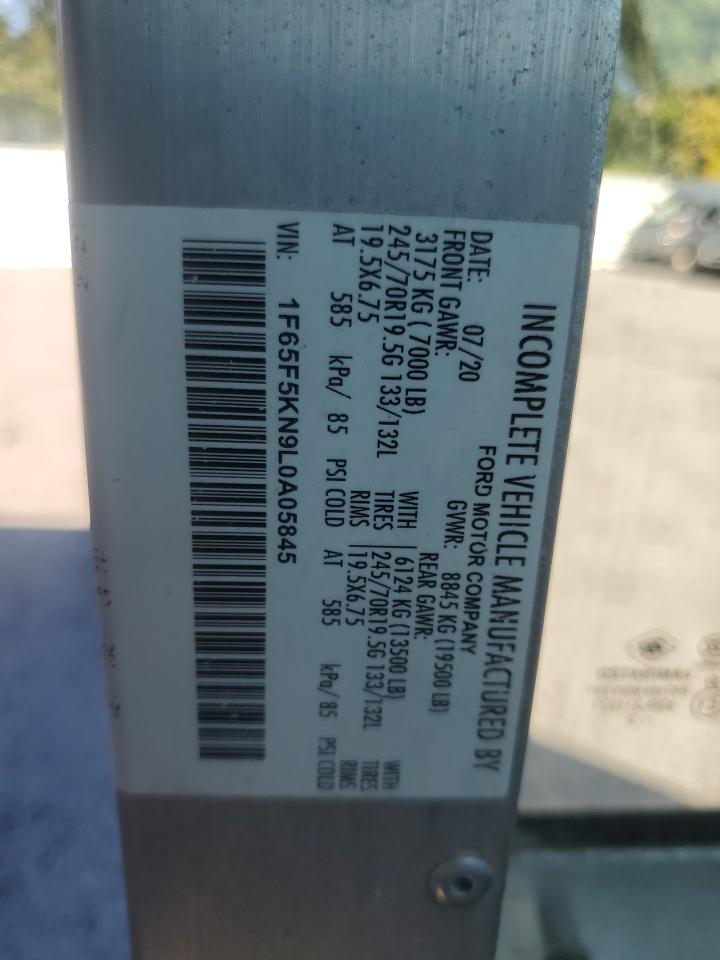 INCOMPLETE VEHICLE MANUFACTURED BY
FORD MOTOR COMPANY
DATE: 07/20 GVWR: 8845 KG (19500 LB)
FRONT GAWR: REAR GAWR:
3175 KG ( 7000 LB) WITH 6124 KG (13500 LB) WITH
245/70R19.5G 133/132L TIRES 245/70R19.5G 133/132L TIRES
19.5X6.75 RIMS 19.5X6.75 RIMS
AT 585 kPa/ 85 PSI COLD AT 585 kPa/ 85 PSI COLD
VIN: 1F65F5KN9L0A05845